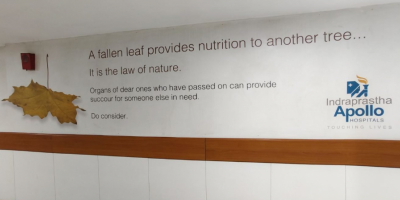 A fallen leaf provides nutrition to another tree...
It is the law of nature.
Organs of dear ones who have passed on can provide
succour for someone else in need.
Do consider.
Indraprastha
Apollo
HOSPITALS
TOUCHING LIVES